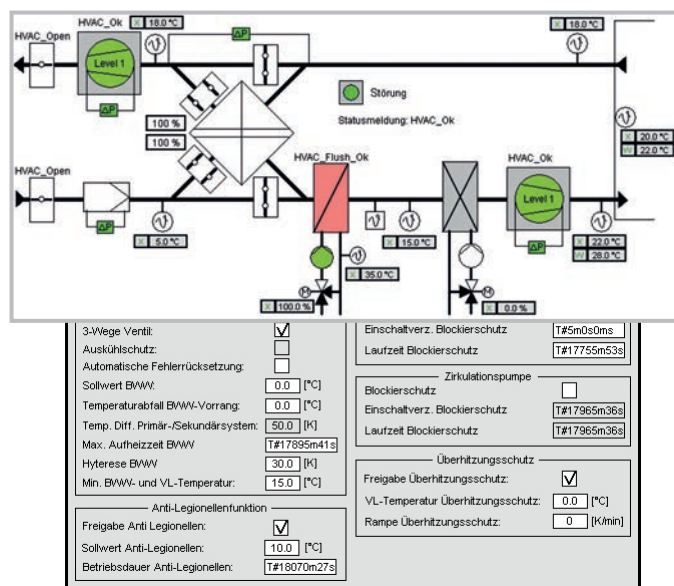 HVAC_Ok X 18.0 °C X 18.0 °C
HVAC_Open ΔP
Level 1
ΔP
Störung
100 % Statusmeldung: HVAC_Ok
100 %
X 20.0 °C
W 22.0 °C
HVAC_Open HVAC_Flush_Ok HVAC_Ok
Level 1
ΔP ΔP
X 5.0 °C X 15.0 °C X 22.0 °C
W 28.0 °C
X 35.0 °C
M M
X 100.0 % X 0.0 %
3-Wege Ventil:
Auskühlschutz:
Automatische Fehlerrücksetzung:
Sollwert BWW: 0.0 [°C]
Temperaturabfall BWW-Vorrang: 0.0 [°C]
Temp. Diff. Primär-/Sekundärsystem: 50.0 [K]
Max. Aufheizzeit BWW T#17895m41s
Hyterese BWW 30.0 [K]
Min. BWW- und VL-Temperatur: 15.0 [°C]
Anti-Legionellenfunktion
Freigabe Anti Legionellen:
Sollwert Anti-Legionellen: 10.0 [°C]
Betriebsdauer Anti-Legionellen: T#18070m27s
Einschaltverz. Blockierschutz T#5m0s0ms
Laufzeit Blockierschutz T#17755m53s
Zirkulationspumpe
Blockierschutz
Einschaltverz. Blockierschutz T#17965m36s
Laufzeit Blockierschutz T#17965m36s
Überhitzungsschutz
Freigabe Überhitzungsschutz:
VL-Temperatur Überhitzungsschutz: 0.0 [°C]
Rampe Überhitzungsschutz: 0 [K/min]